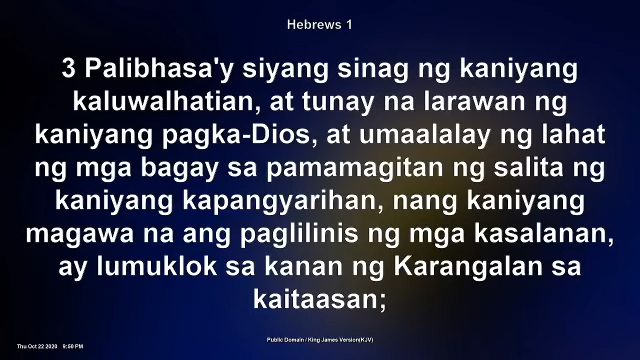 Hebrews 1
3 Palibhasa'y siyang sinag ng kaniyang
kaluwalhatian, at tunay na larawan ng
kaniyang pagka-Dios, at umaalalay ng lahat
ng mga bagay sa pamamagitan ng salita ng
kaniyang kapangyarihan, nang kaniyang
magawa na ang paglilinis ng mga kasalanan,
ay lumuklok sa kanan ng Karangalan sa
kaitaasan;
Public Domain / King James Version(KJV)
Thu Oct 22 2020 9:50 PM